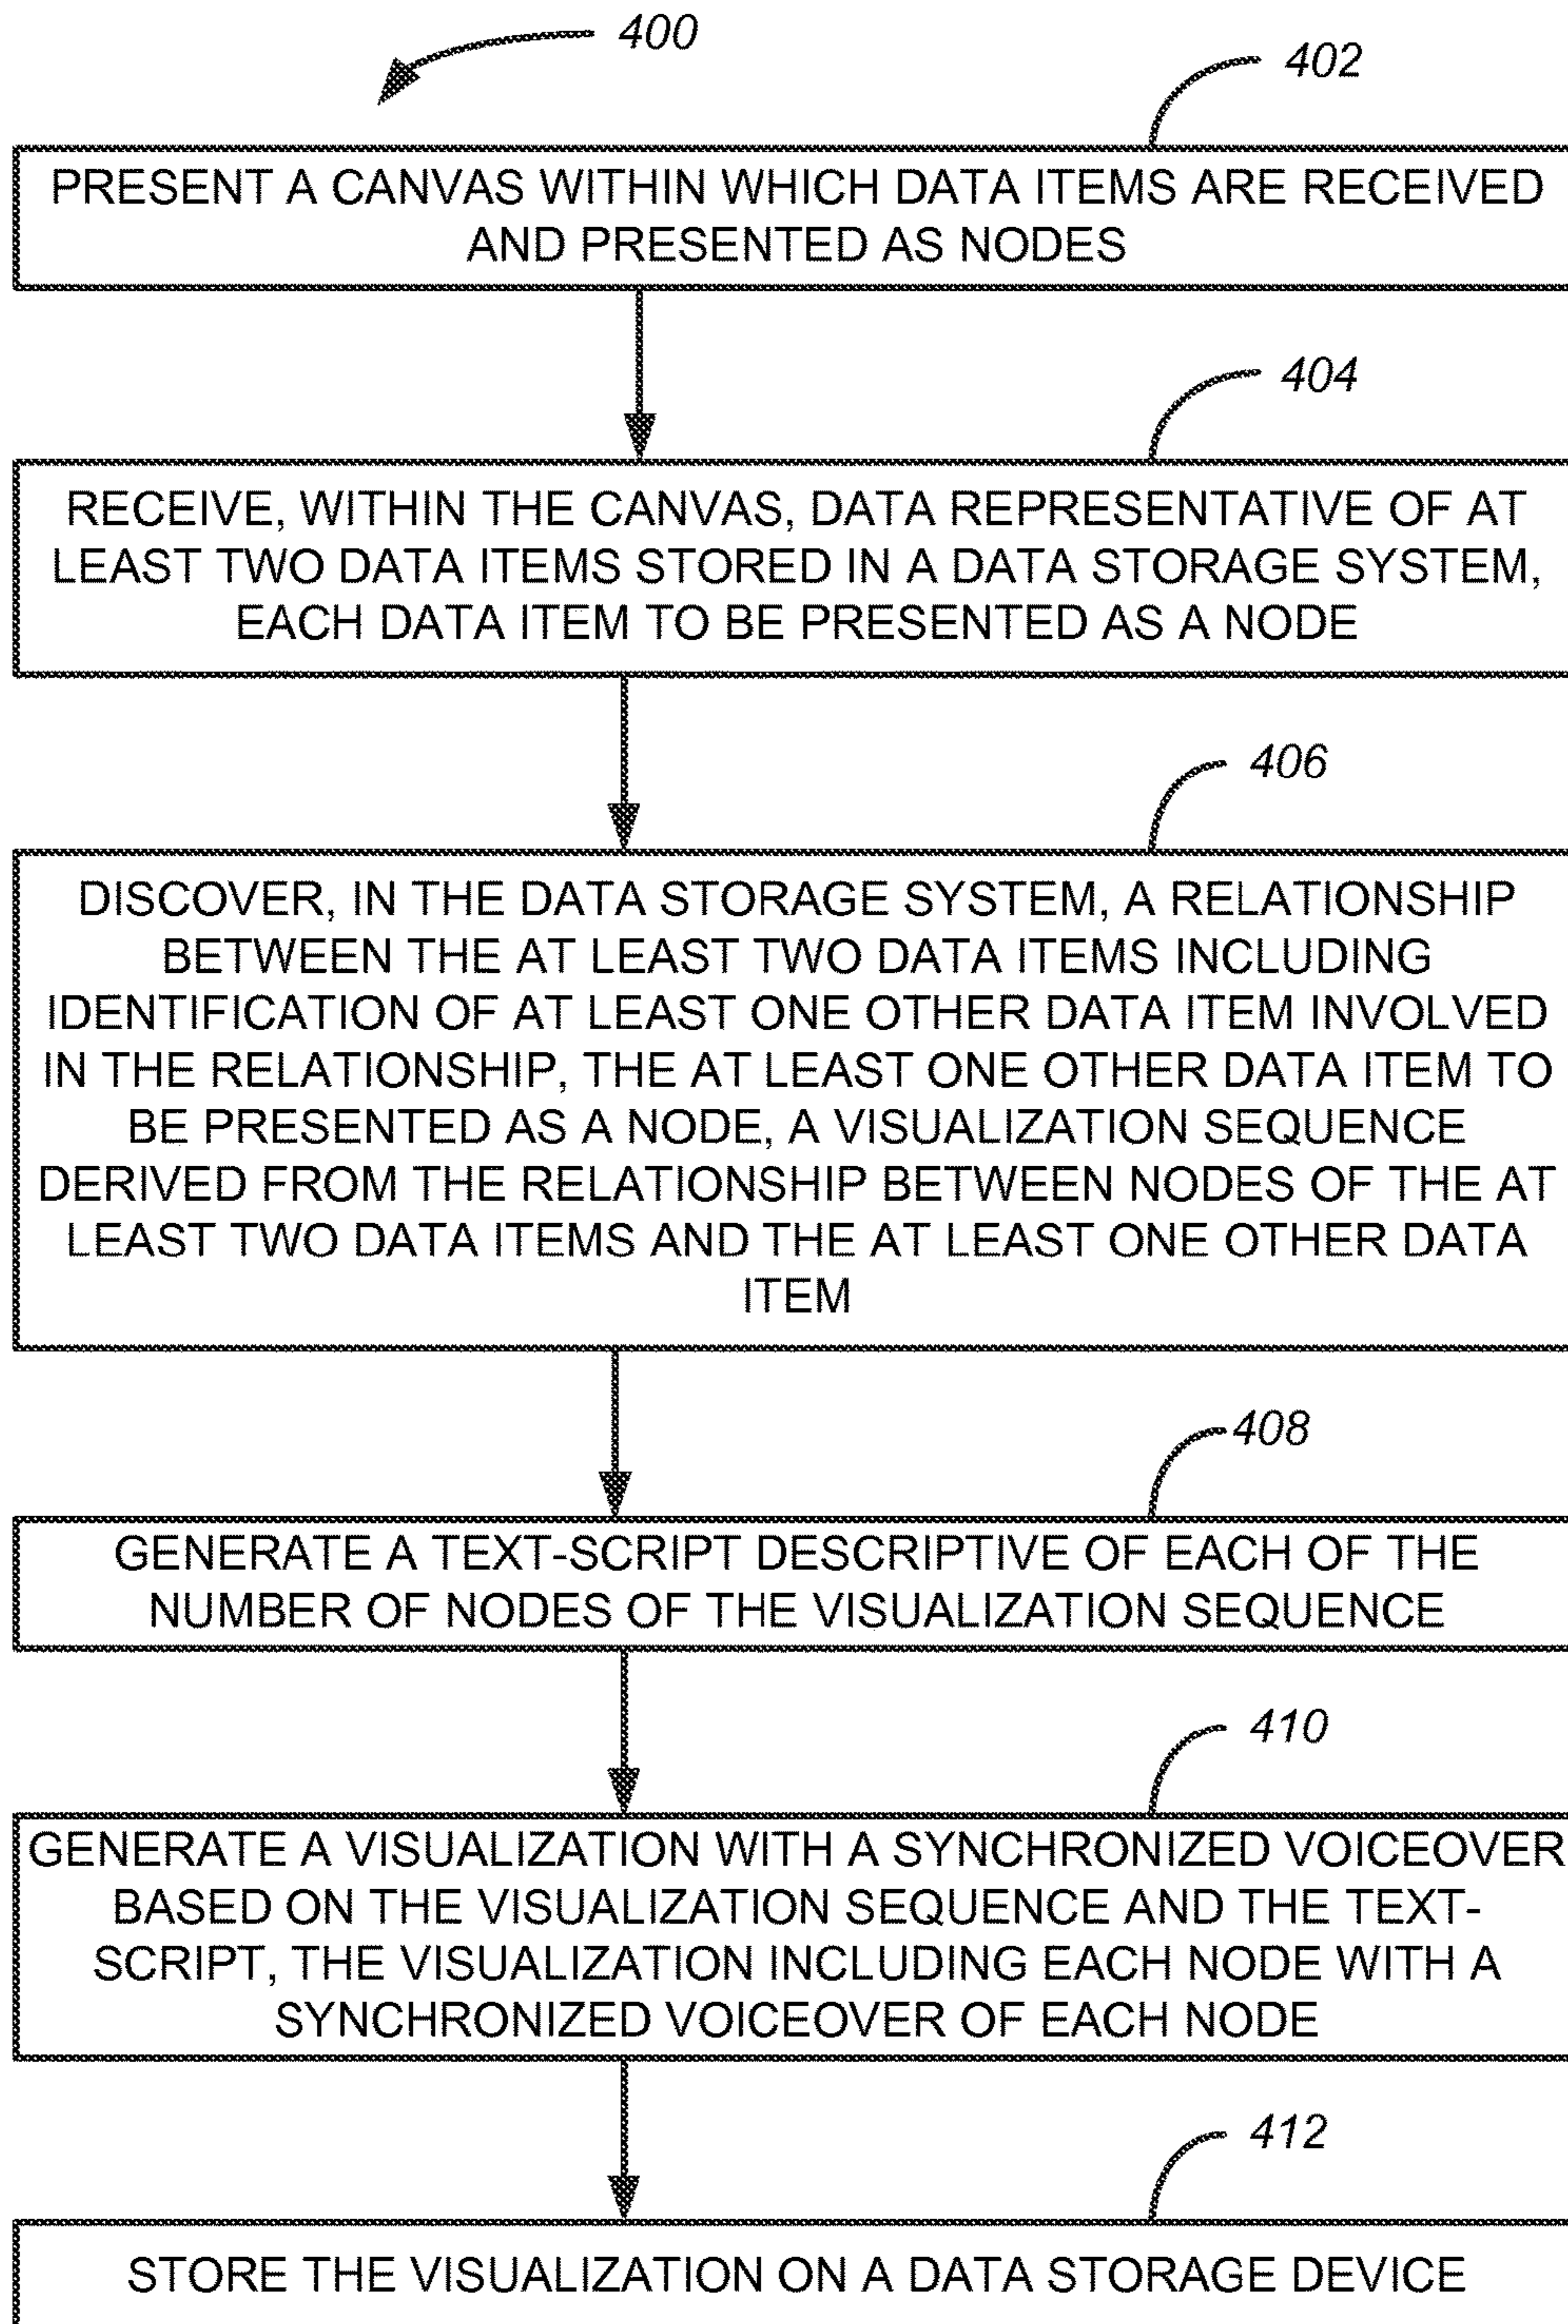 400
402
PRESENT A CANVAS WITHIN WHICH DATA ITEMS ARE RECEIVED
AND PRESENTED AS NODES
404
RECEIVE, WITHIN THE CANVAS, DATA REPRESENTATIVE OF AT
LEAST TWO DATA ITEMS STORED IN A DATA STORAGE SYSTEM,
EACH DATA ITEM TO BE PRESENTED AS A NODE
406
DISCOVER, IN THE DATA STORAGE SYSTEM, A RELATIONSHIP
BETWEEN THE AT LEAST TWO DATA ITEMS INCLUDING
IDENTIFICATION OF AT LEAST ONE OTHER DATA ITEM INVOLVED
IN THE RELATIONSHIP, THE AT LEAST ONE OTHER DATA ITEM TO
BE PRESENTED AS A NODE, A VISUALIZATION SEQUENCE
DERIVED FROM THE RELATIONSHIP BETWEEN NODES OF THE AT
LEAST TWO DATA ITEMS AND THE AT LEAST ONE OTHER DATA
ITEM
408
GENERATE A TEXT-SCRIPT DESCRIPTIVE OF EACH OF THE
NUMBER OF NODES OF THE VISUALIZATION SEQUENCE
410
GENERATE A VISUALIZATION WITH A SYNCHRONIZED VOICEOVER
BASED ON THE VISUALIZATION SEQUENCE AND THE TEXT-
SCRIPT, THE VISUALIZATION INCLUDING EACH NODE WITH A
SYNCHRONIZED VOICEOVER OF EACH NODE
412
STORE THE VISUALIZATION ON A DATA STORAGE DEVICE